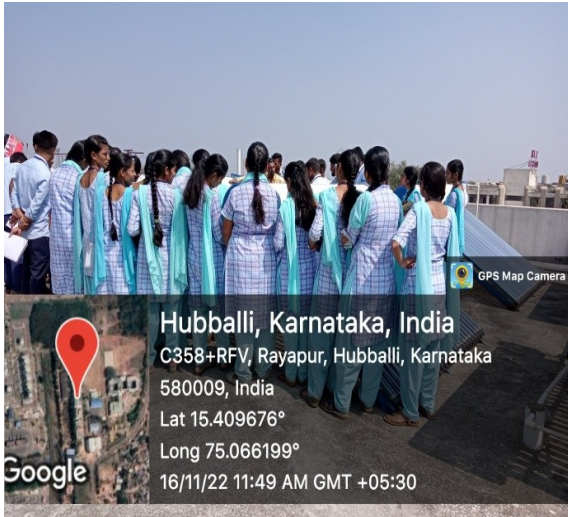 GPS Map Camera
Hubballi, Karnataka, India
C358+RFV, Rayapur, Hubballi, Karnataka
580009, India
Lat 15.409676°
Long 75.066199°
16/11/22 11:49 AM GMT +05:30
Google